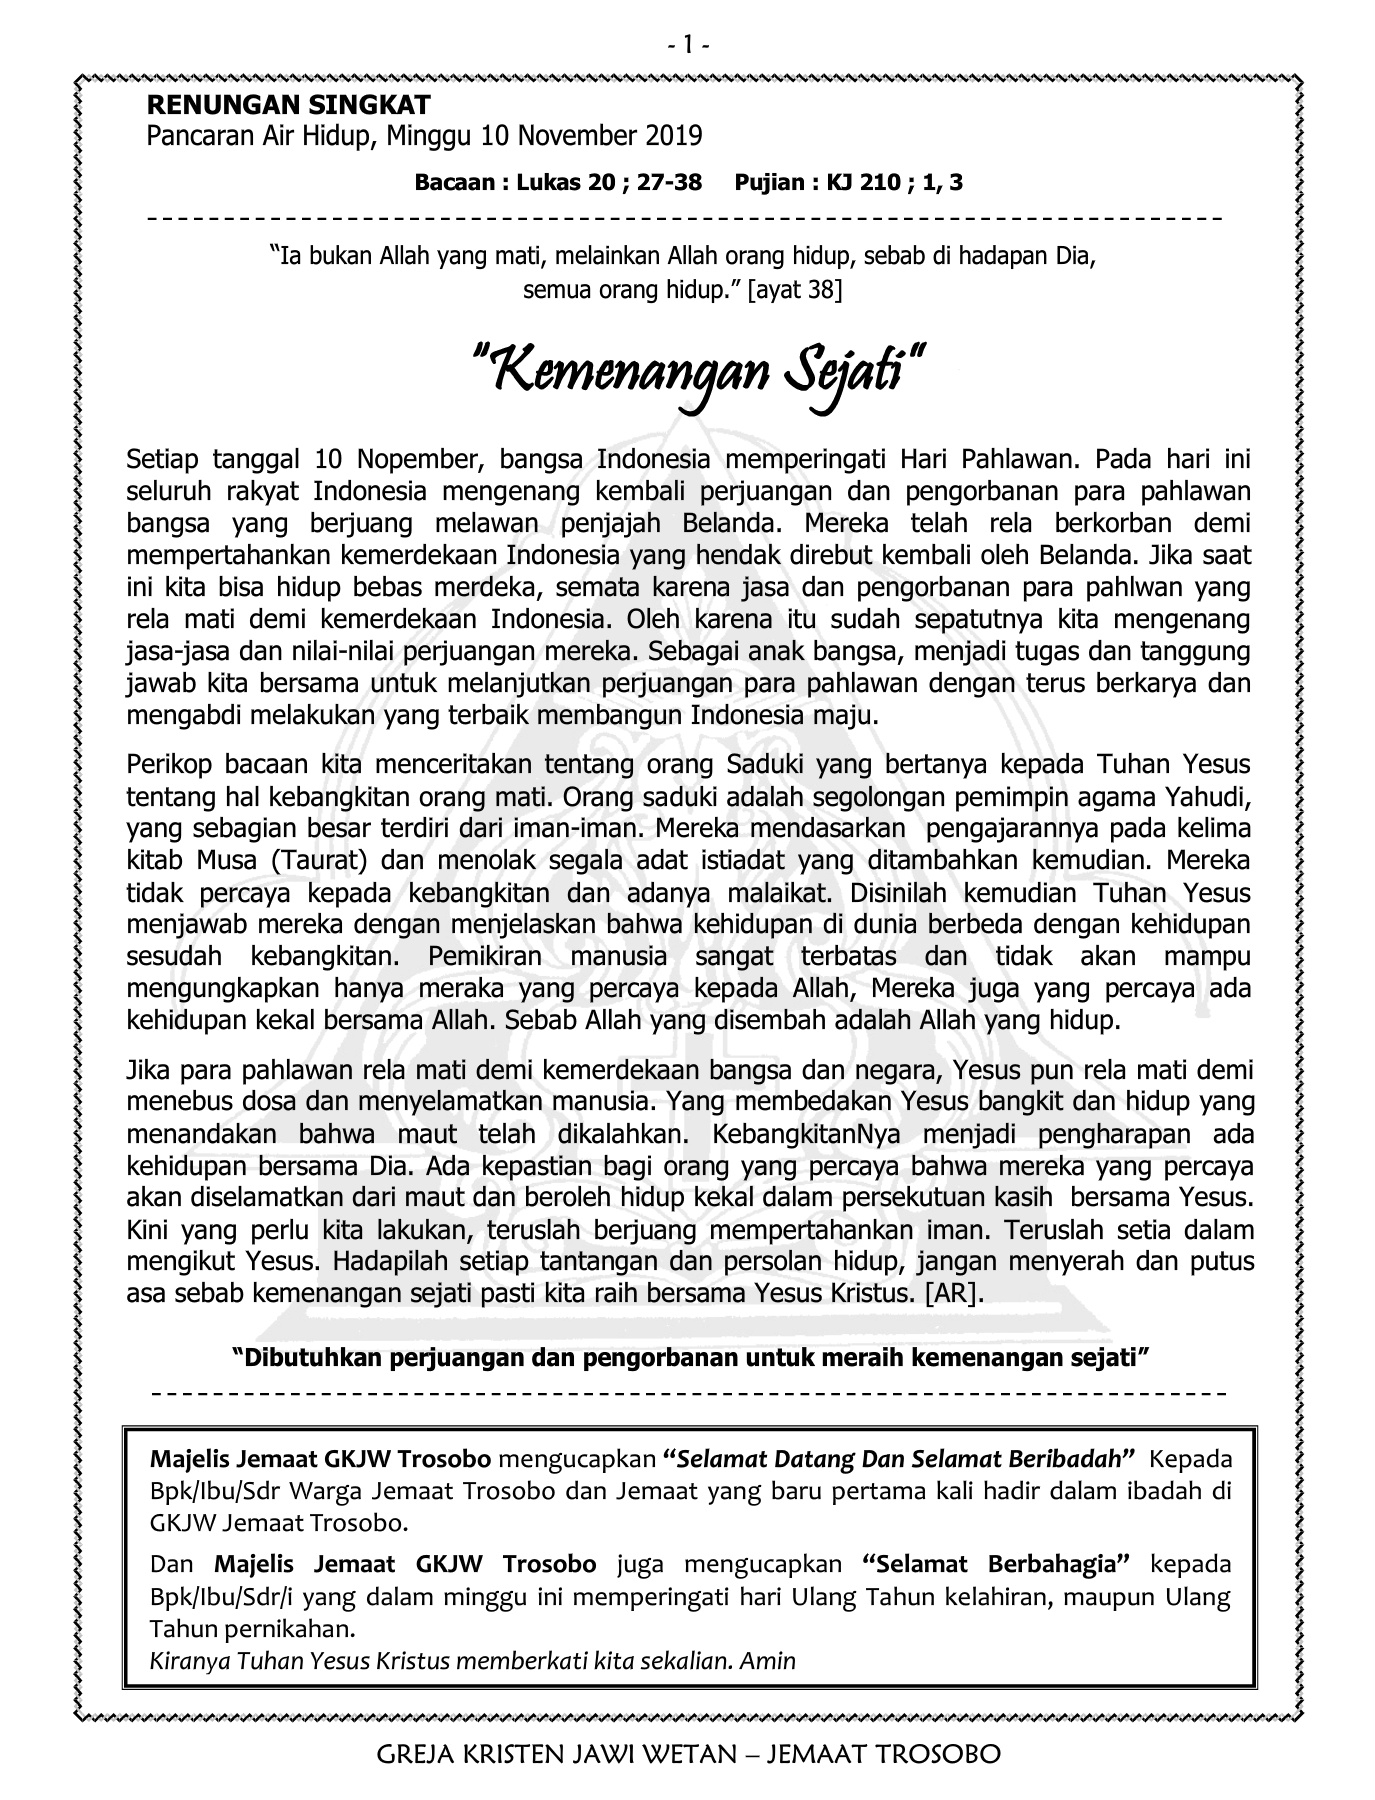 - 1 -
RENUNGAN SINGKAT
Pancaran Air Hidup, Minggu 10 November 2019
Bacaan : Lukas 20 ; 27-38 Pujian : KJ 210 ; 1, 3
“Ia bukan Allah yang mati, melainkan Allah orang hidup, sebab di hadapan Dia,
semua orang hidup.” [ayat 38]
"Kemenangan Sejati"
Setiap tanggal 10 Nopember, bangsa Indonesia memperingati Hari Pahlawan. Pada hari ini
seluruh rakyat Indonesia mengenang kembali perjuangan dan pengorbanan para pahlawan
bangsa yang berjuang melawan penjajah Belanda. Mereka telah rela berkorban demi
mempertahankan kemerdekaan Indonesia yang hendak direbut kembali oleh Belanda. Jika saat
ini kita bisa hidup bebas merdeka, semata karena jasa dan pengorbanan para pahlwan yang
rela mati demi kemerdekaan Indonesia. Oleh karena itu sudah sepatutnya kita mengenang
jasa-jasa dan nilai-nilai perjuangan mereka. Sebagai anak bangsa, menjadi tugas dan tanggung
jawab kita bersama untuk melanjutkan perjuangan para pahlawan dengan terus berkarya dan
mengabdi melakukan yang terbaik membangun Indonesia maju.
Perikop bacaan kita menceritakan tentang orang Saduki yang bertanya kepada Tuhan Yesus
tentang hal kebangkitan orang mati. Orang saduki adalah segolongan pemimpin agama Yahudi,
yang sebagian besar terdiri dari iman-iman. Mereka mendasarkan pengajarannya pada kelima
kitab Musa (Taurat) dan menolak segala adat istiadat yang ditambahkan kemudian. Mereka
tidak percaya kepada kebangkitan dan adanya malaikat. Disinilah kemudian Tuhan Yesus
menjawab mereka dengan menjelaskan bahwa kehidupan di dunia berbeda dengan kehidupan
sesudah kebangkitan. Pemikiran manusia sangat terbatas dan tidak akan mampu
mengungkapkan hanya meraka yang percaya kepada Allah, Mereka juga yang percaya ada
kehidupan kekal bersama Allah. Sebab Allah yang disembah adalah Allah yang hidup.
Jika para pahlawan rela mati demi kemerdekaan bangsa dan negara, Yesus pun rela mati demi
menebus dosa dan menyelamatkan manusia. Yang membedakan Yesus bangkit dan hidup yang
menandakan bahwa maut telah dikalahkan. KebangkitanNya menjadi pengharapan ada
kehidupan bersama Dia. Ada kepastian bagi orang yang percaya bahwa mereka yang percaya
akan diselamatkan dari maut dan beroleh hidup kekal dalam persekutuan kasih bersama Yesus.
Kini yang perlu kita lakukan, teruslah berjuang mempertahankan iman. Teruslah setia dalam
mengikut Yesus. Hadapilah setiap tantangan dan persolan hidup, jangan menyerah dan putus
asa sebab kemenangan sejati pasti kita raih bersama Yesus Kristus. [AR].
“Dibutuhkan perjuangan dan pengorbanan untuk meraih kemenangan sejati”
Majelis Jemaat GKJW Trosobo mengucapkan “Selamat Datang Dan Selamat Beribadah” Kepada
Bpk/Ibu/Sdr Warga Jemaat Trosobo dan Jemaat yang baru pertama kali hadir dalam ibadah di
GKJW Jemaat Trosobo.
Dan Majelis Jemaat GKJW Trosobo juga mengucapkan “Selamat Berbahagia” kepada
Bpk/Ibu/Sdr/i yang dalam minggu ini memperingati hari Ulang Tahun kelahiran, maupun Ulang
Tahun pernikahan.
Kiranya Tuhan Yesus Kristus memberkati kita sekalian. Amin
GREJA KRISTEN JAWI WETAN – JEMAAT TROSOBO